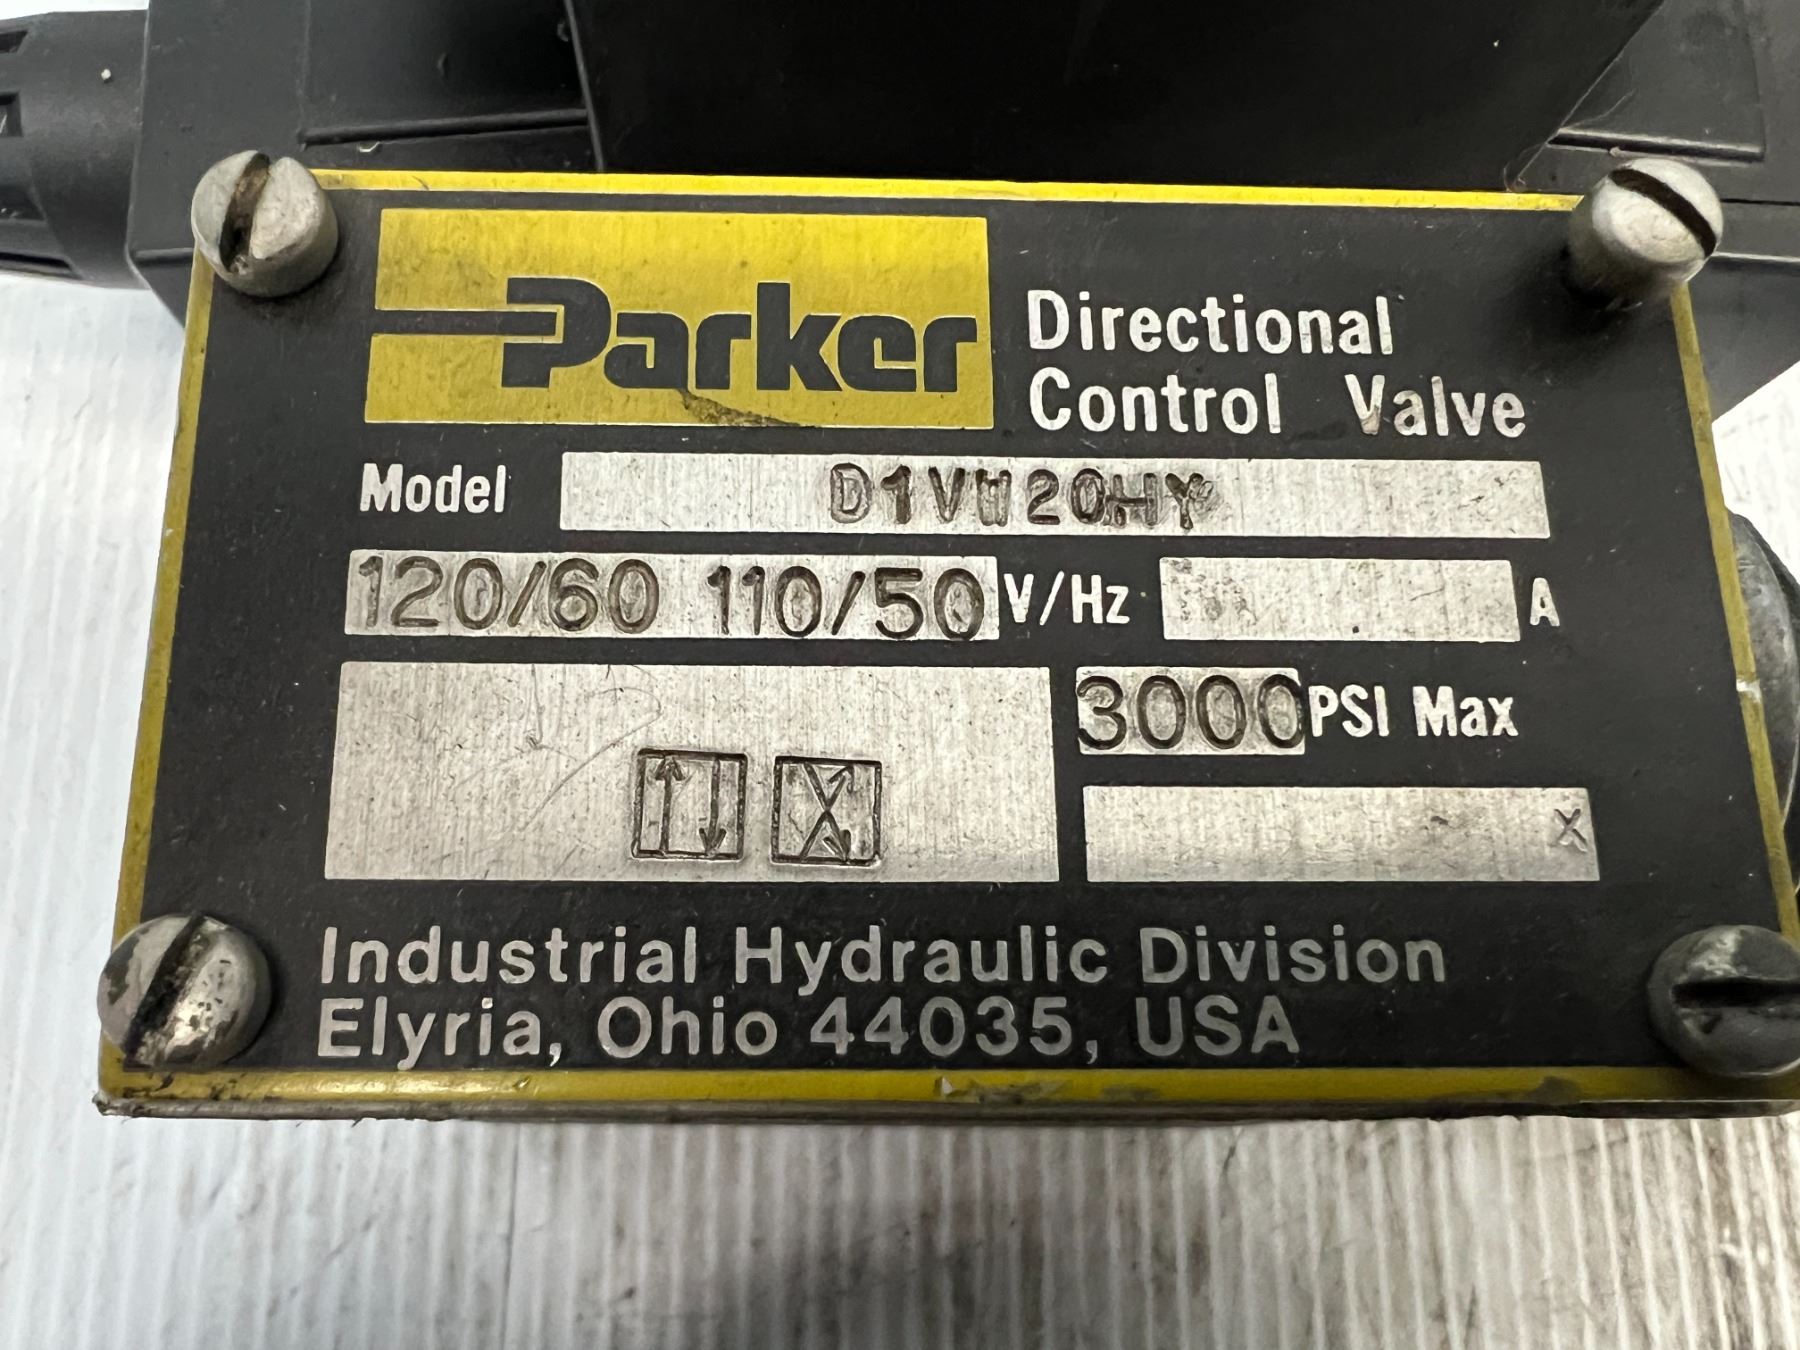 Parker
Directional
Control Valve
Model D1VW20HY
120/60 110/50 V/Hz A
3000 PSI Max
X
Industrial Hydraulic Division
Elyria, Ohio 44035, USA